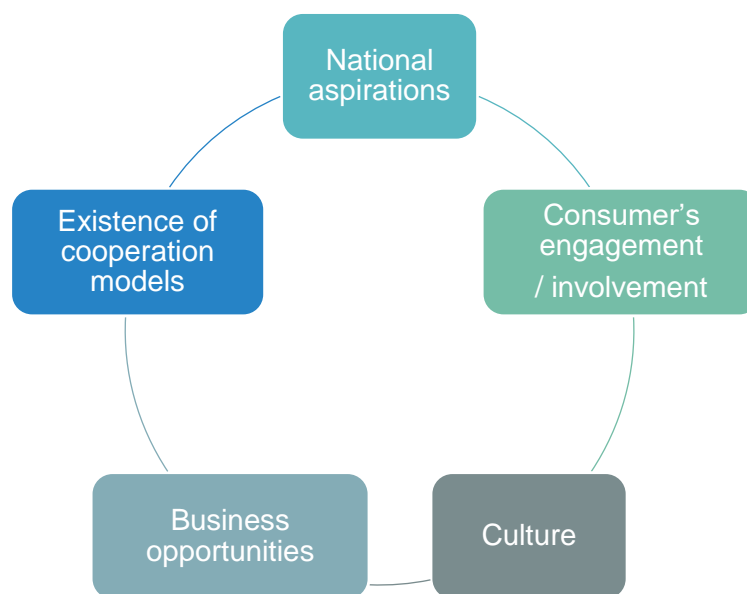 National
aspirations
Consumer’s
engagement
/ involvement
Culture
Business
opportunities
Existence of
cooperation
models